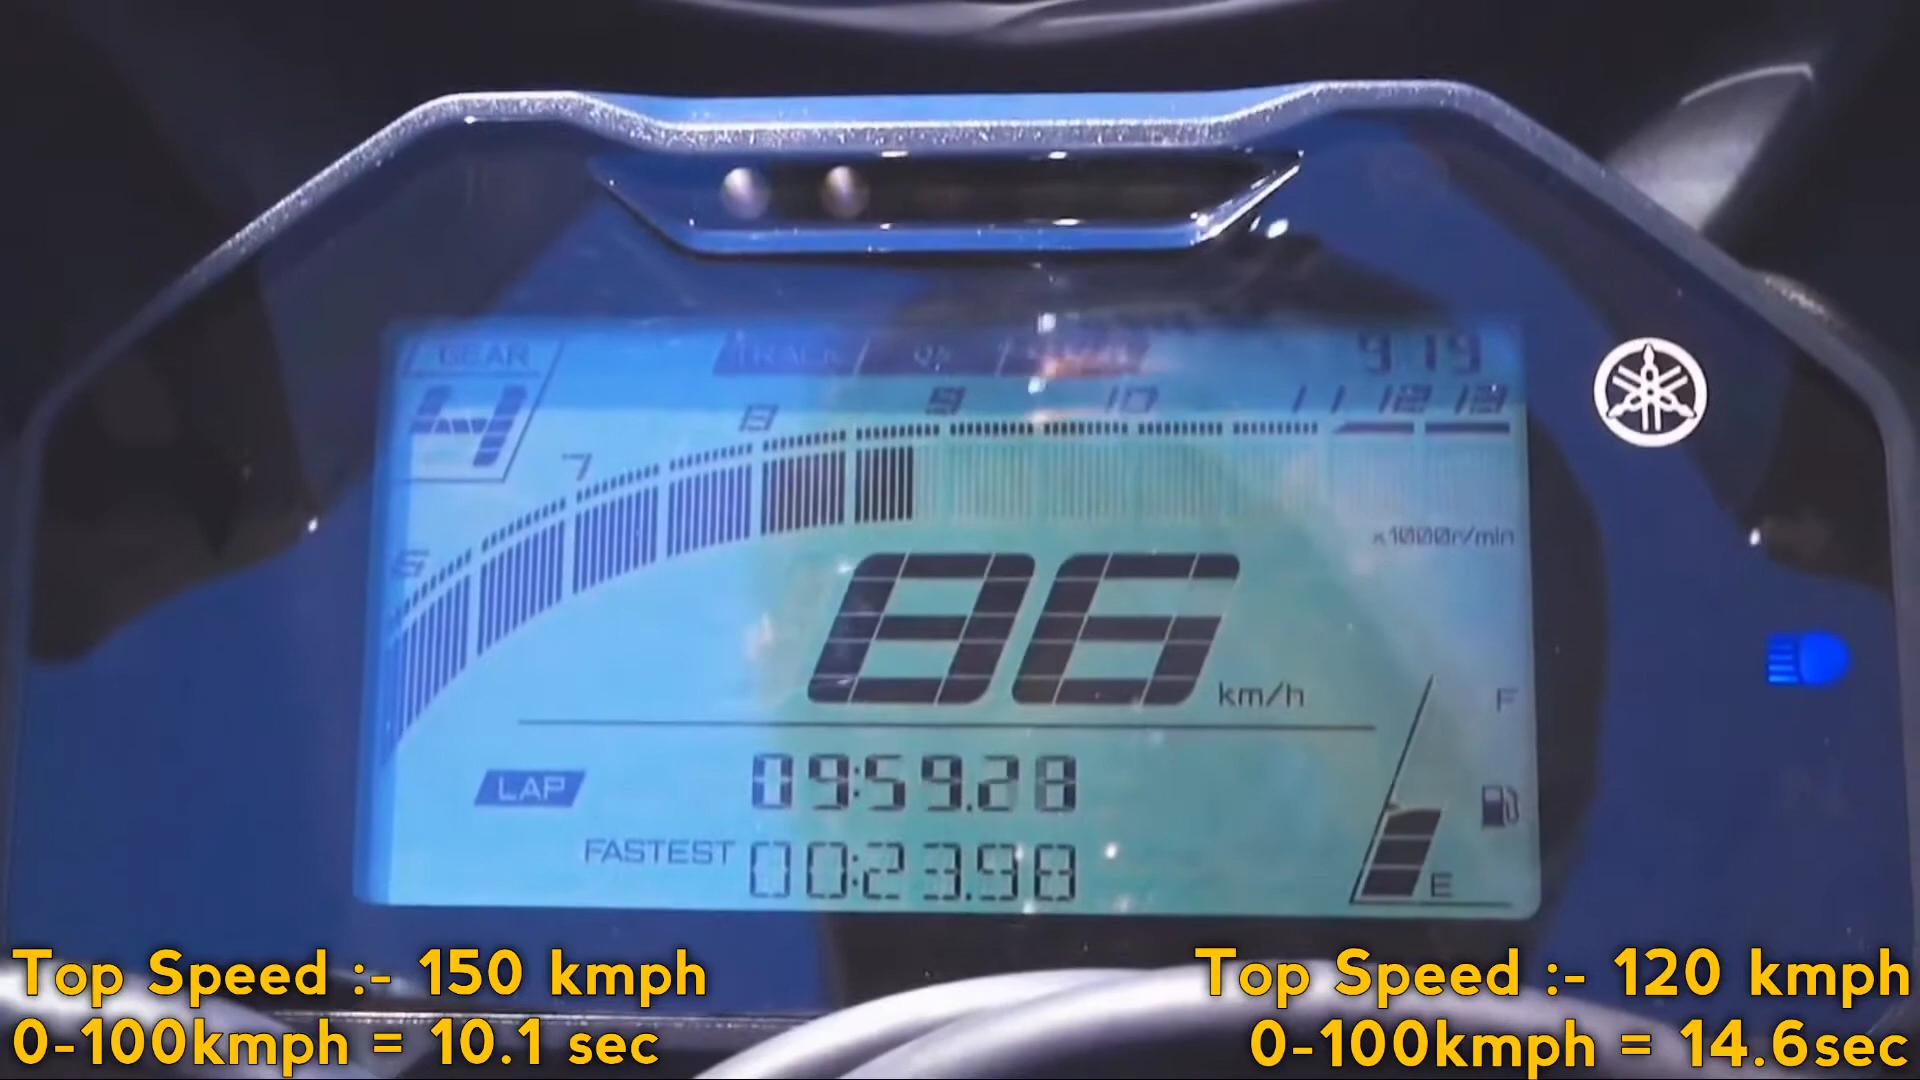 GEAR
TRACK
QS
9:19
4
7
8
9
10
11
12
13
x1000r/min
86
km/h
F
LAP
09:59.28
FASTEST
00:23.98
E
Top Speed :- 150 kmph
0-100kmph = 10.1 sec
Top Speed :- 120 kmph
0-100kmph = 14.6sec